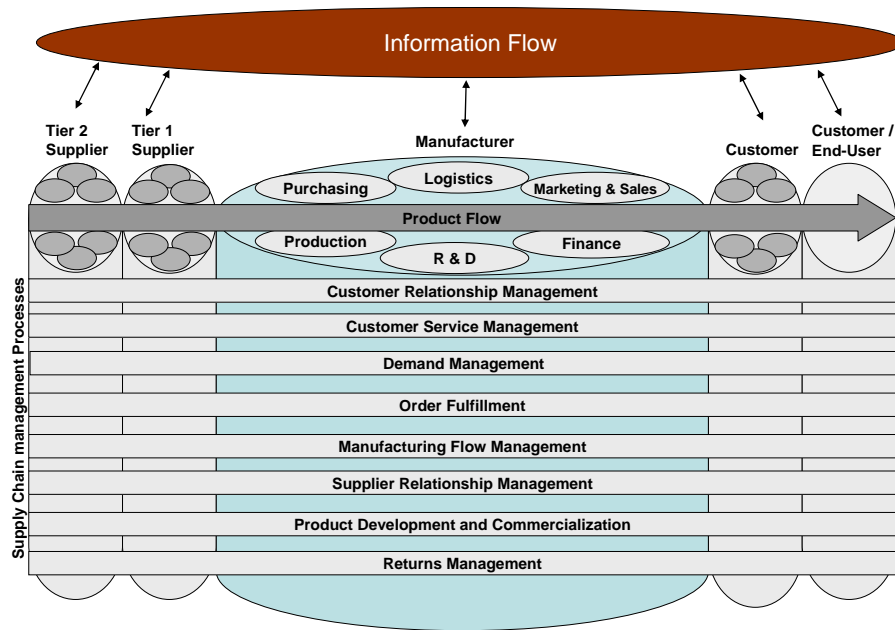 Information Flow
Tier 2
Supplier
Tier 1
Supplier
Manufacturer
Customer
Customer /
End-User
Purchasing
Logistics
Marketing & Sales
Product Flow
Production
R & D
Finance
Supply Chain management Processes
Customer Relationship Management
Customer Service Management
Demand Management
Order Fulfillment
Manufacturing Flow Management
Supplier Relationship Management
Product Development and Commercialization
Returns Management